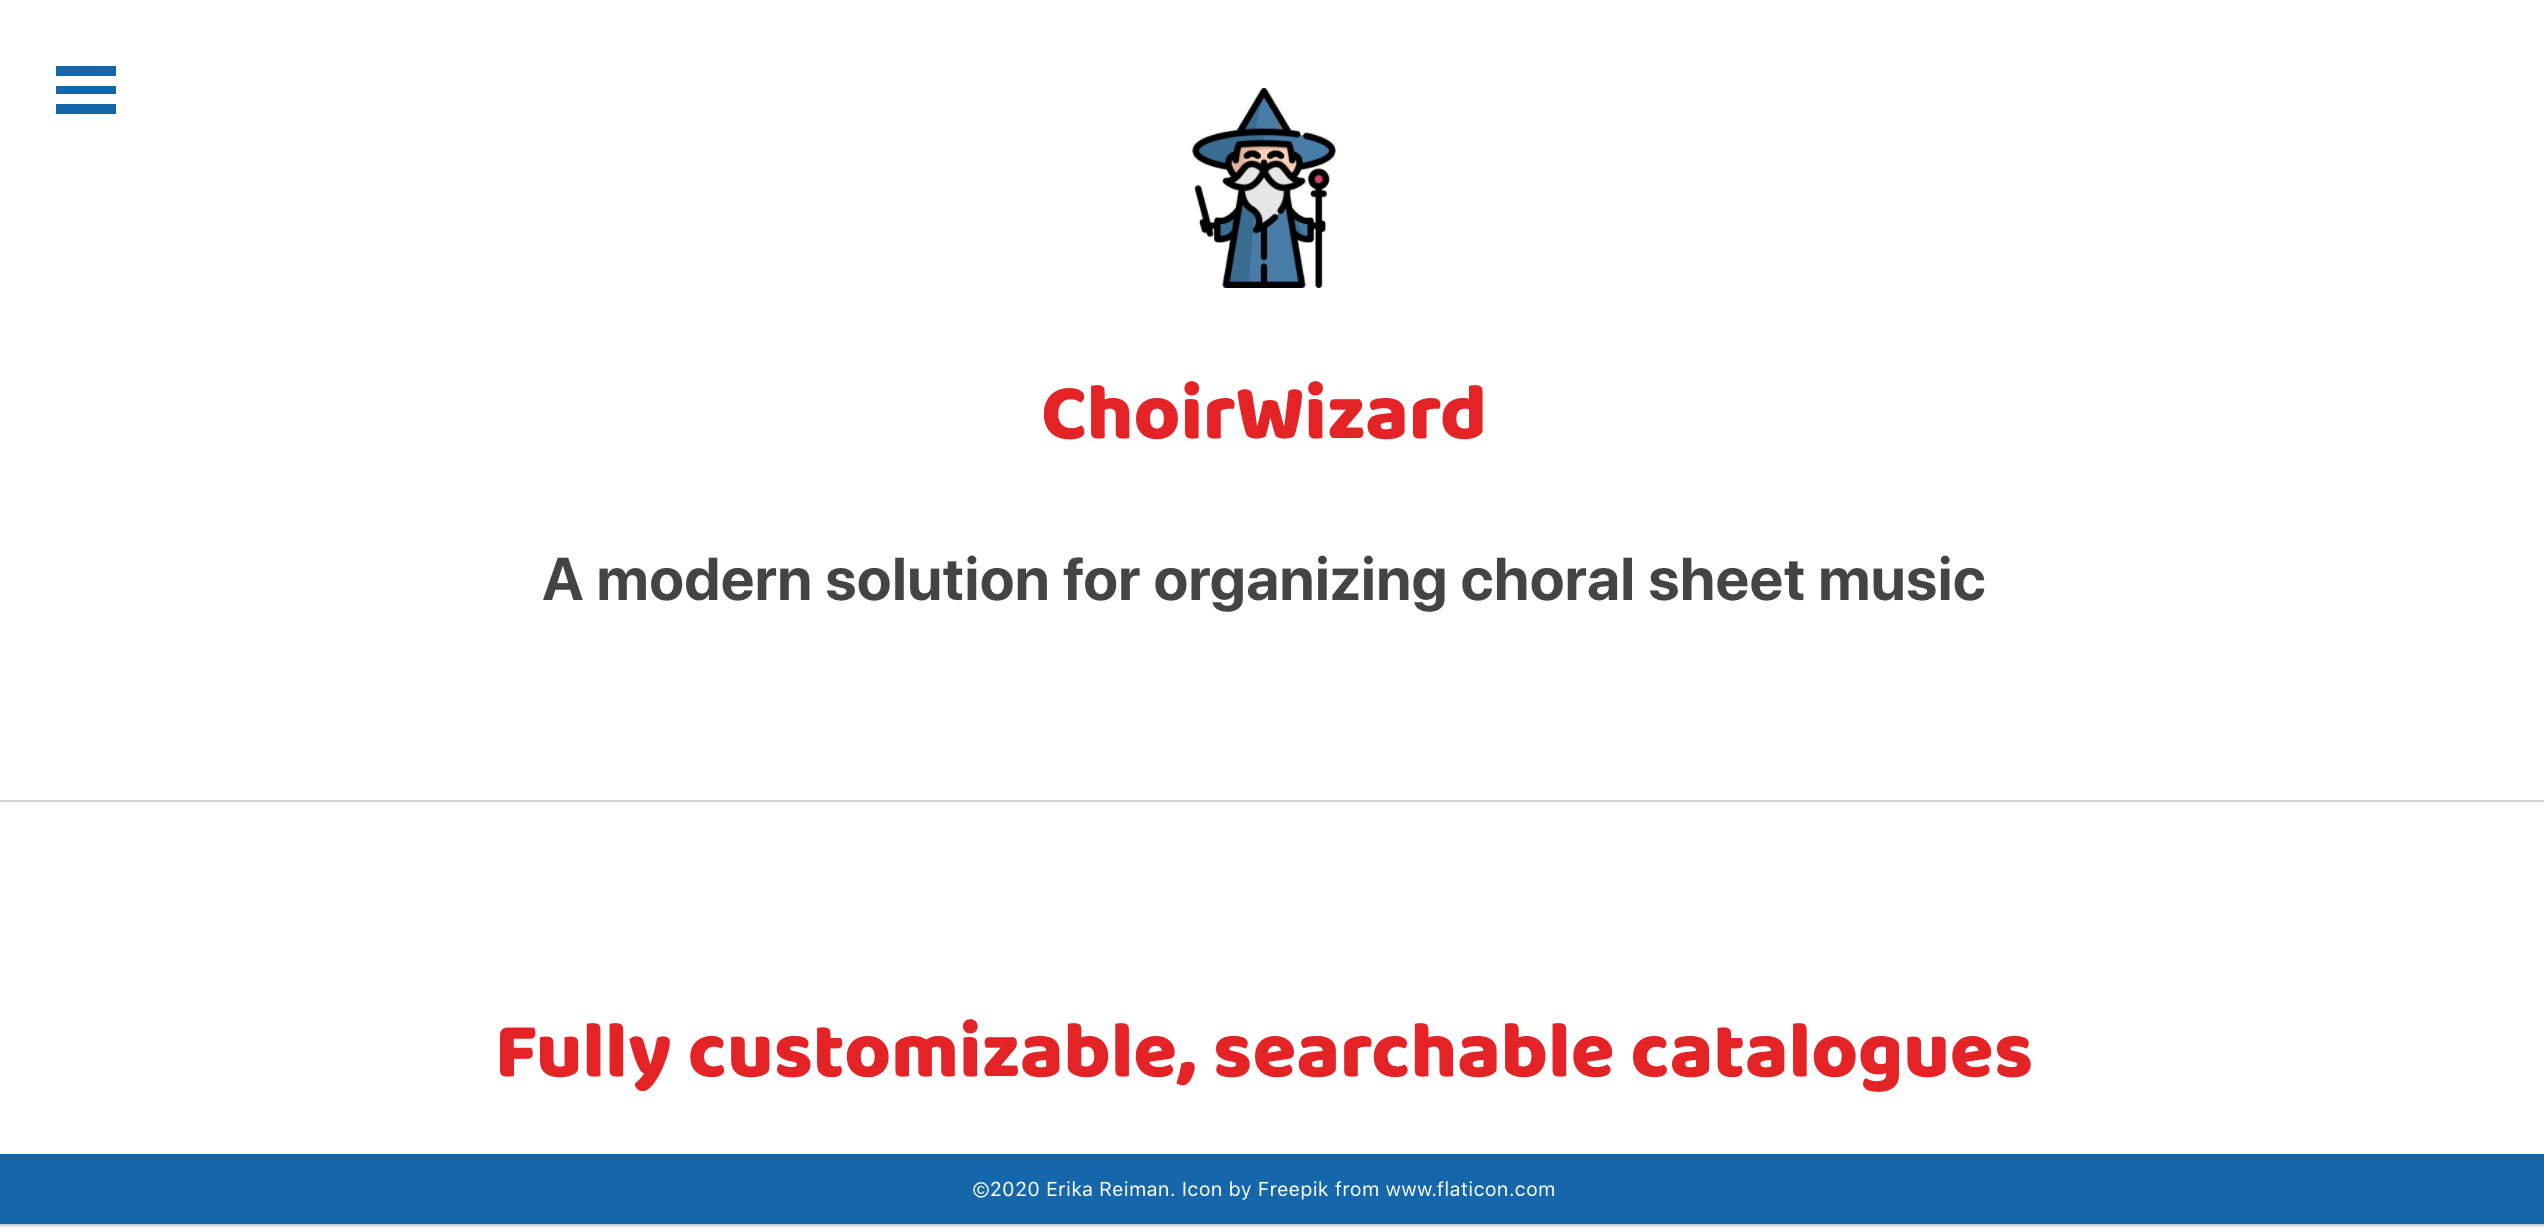 ChoirWizard
A modern solution for organizing choral sheet music
Fully customizable, searchable catalogues
©2020 Erika Reiman. Icon by Freepik from www.flaticon.com